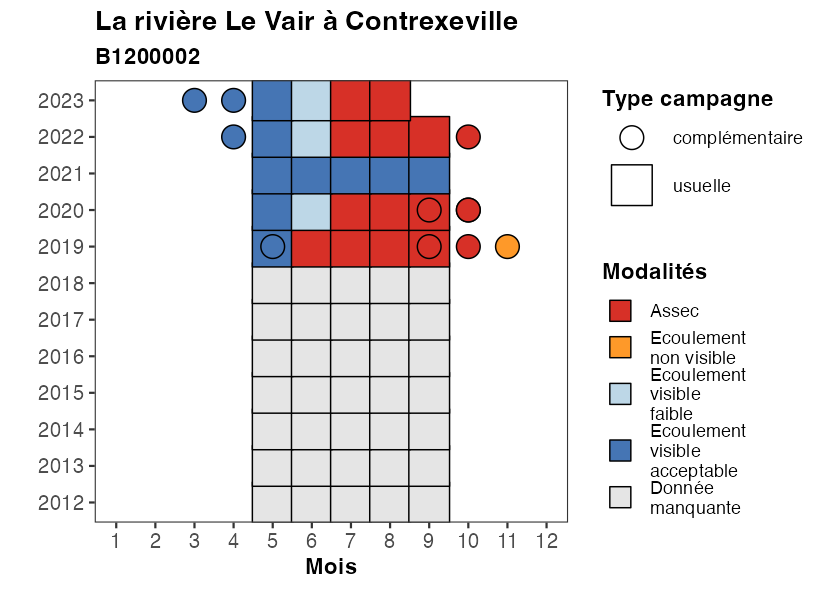 La rivière Le Vair à Contrexeville
B1200002
2023
2022
2021
2020
2019
2018
2017
2016
2015
2014
2013
2012
1 2 3 4 5 6 7 8 9 10 11 12
Mois
Type campagne
complémentaire
usuelle
Modalités
Assec
Ecoulement
non visible
Ecoulement
visible
faible
Ecoulement
visible
acceptable
Donnée
manquante